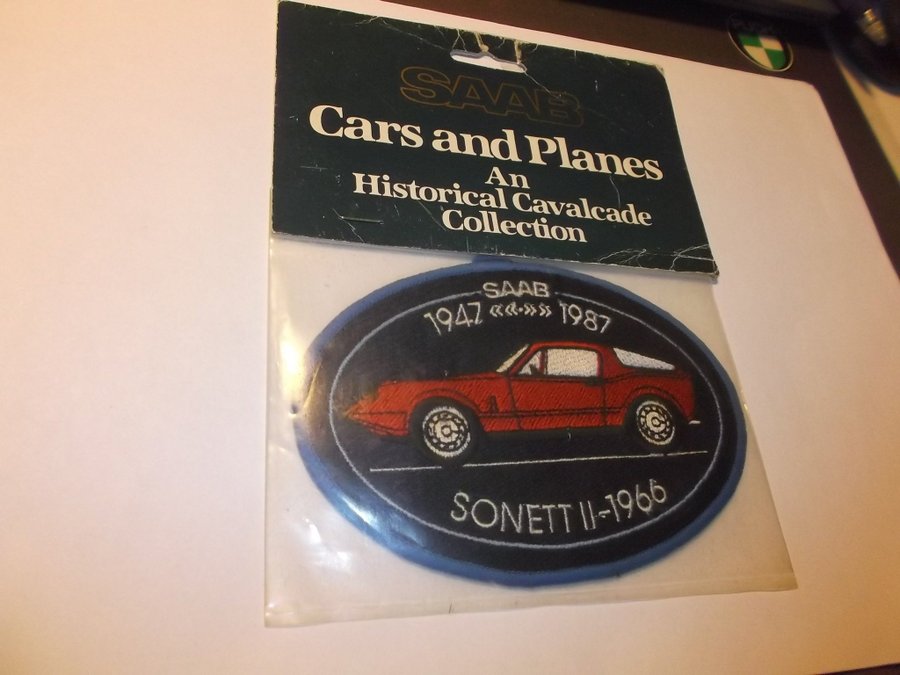 SAAB
Cars and Planes
An
Historical Cavalcade
Collection
SAAB
1947 «‹·›» 1987
SONETT II-1966